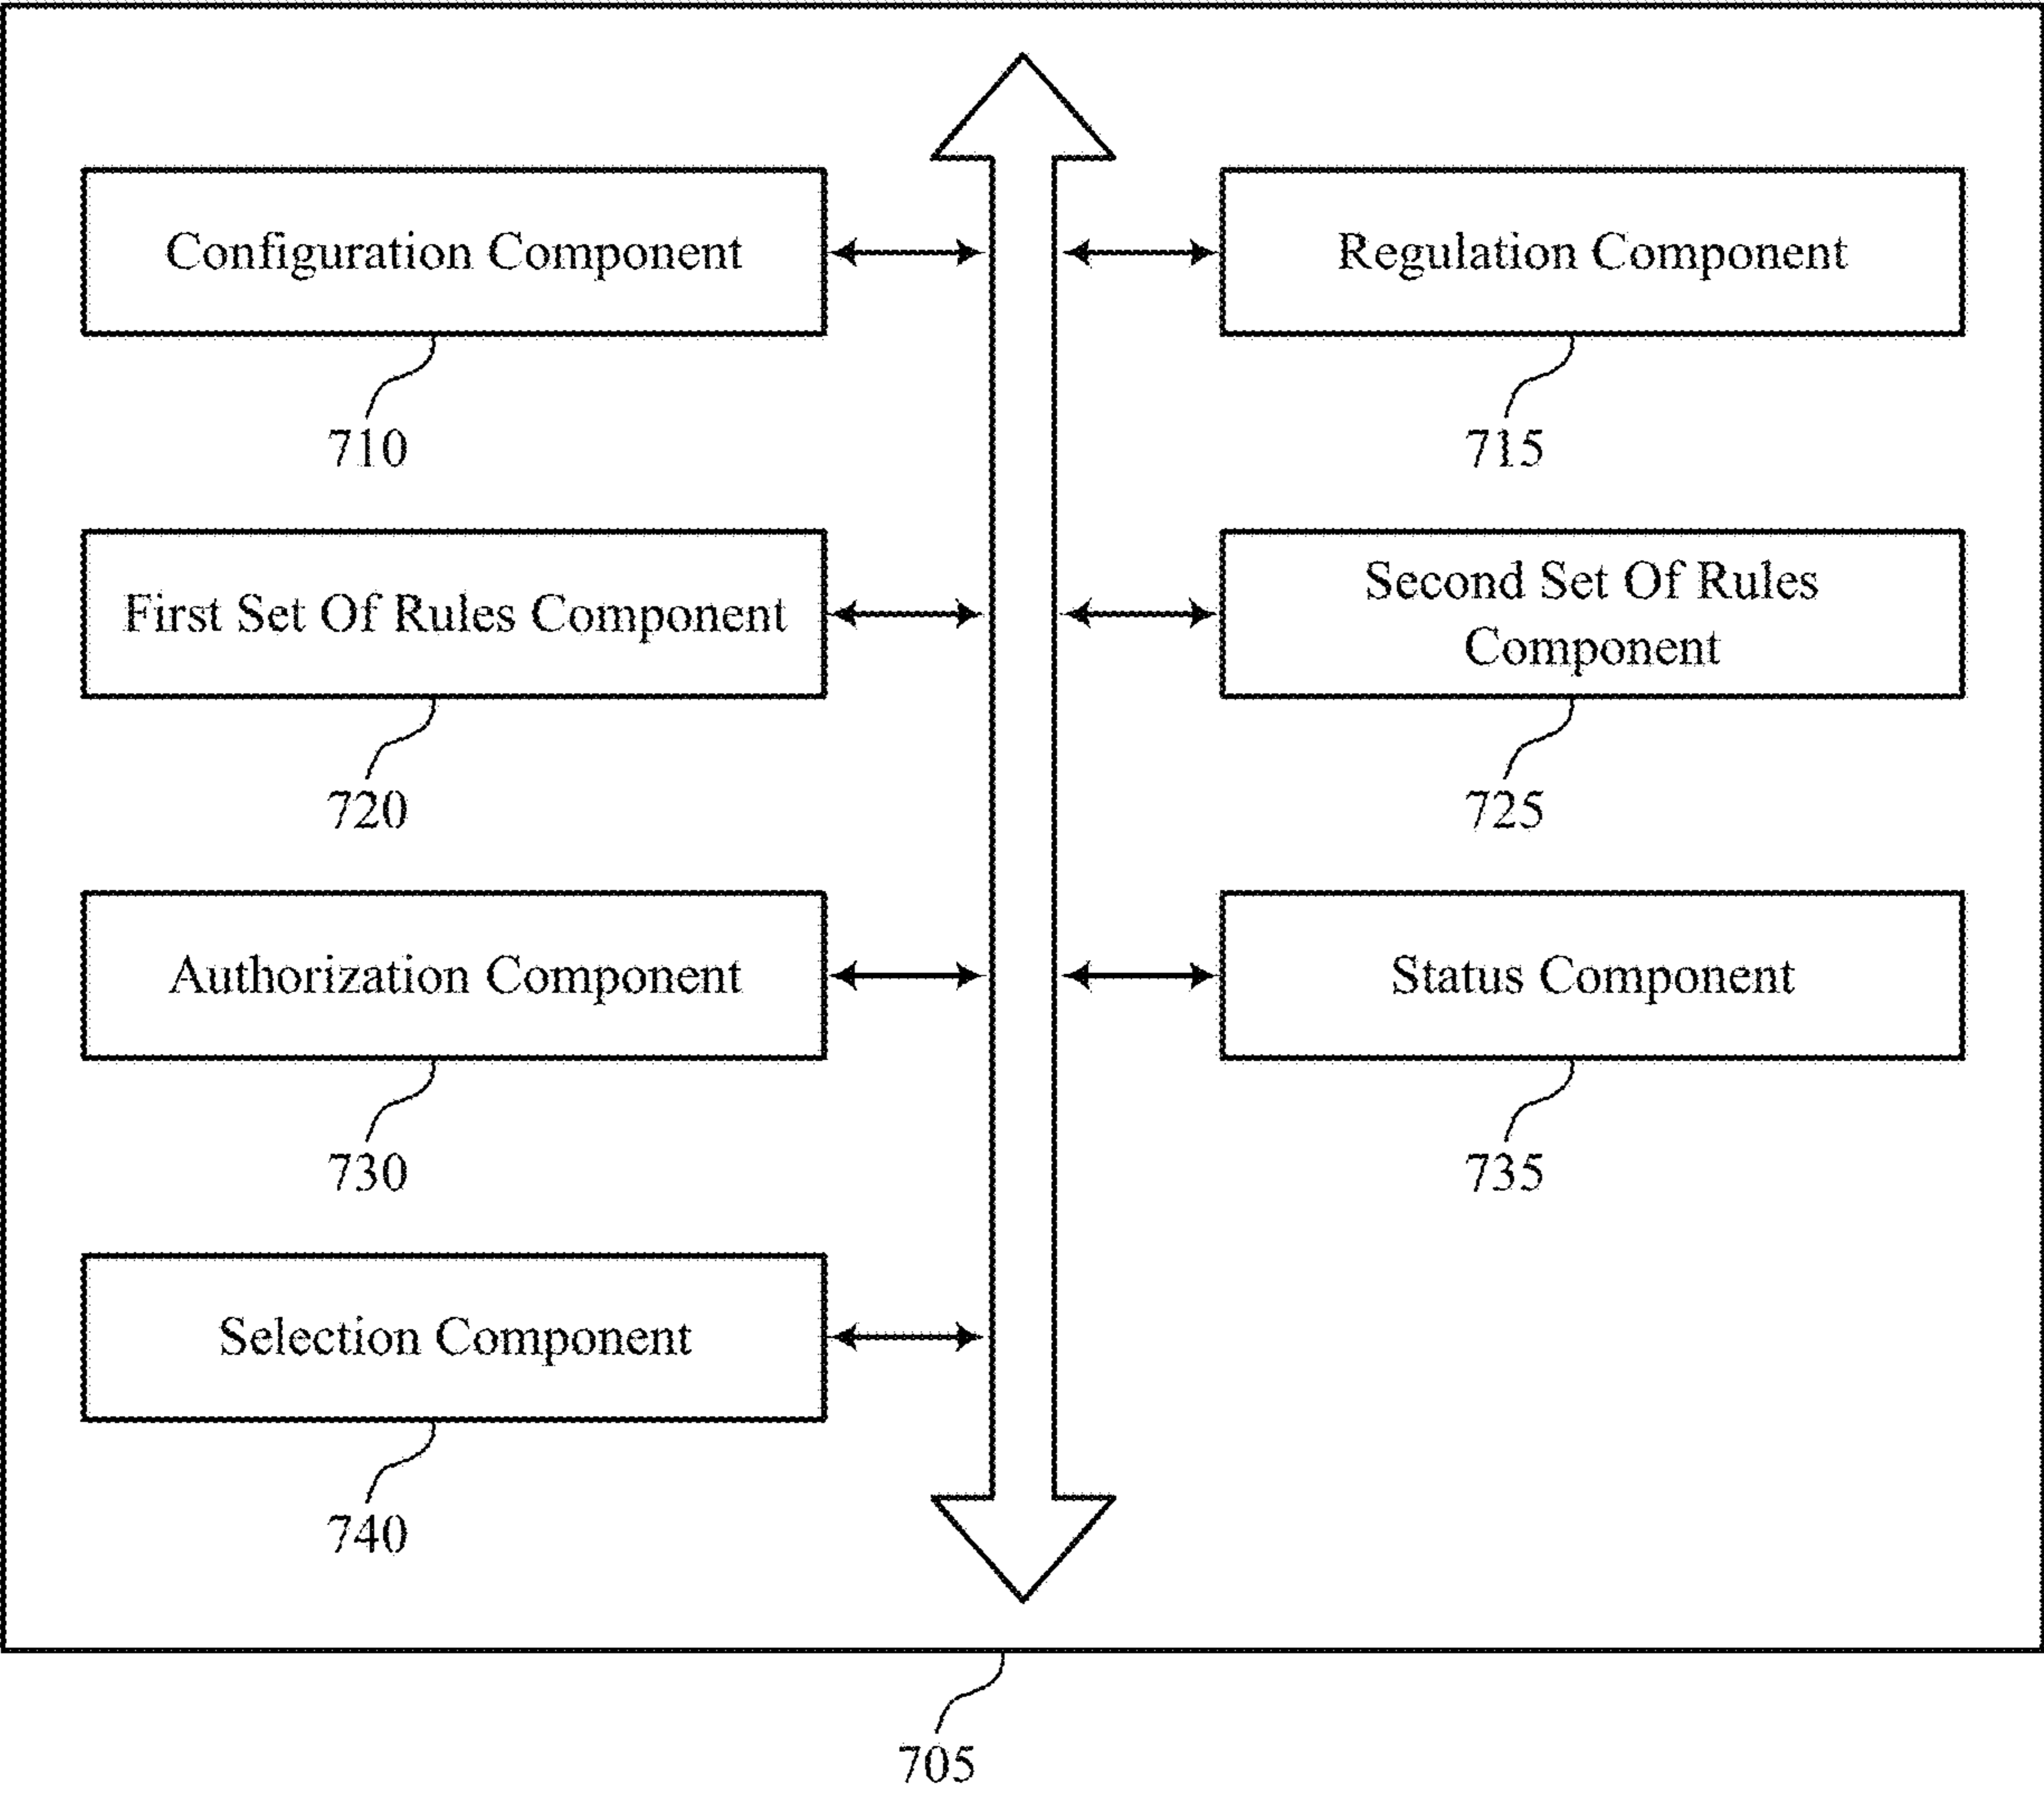 Configuration Component
Regulation Component
710
715
First Set Of Rules Component
Second Set Of Rules
Component
720
725
Authorization Component
Status Component
730
735
Selection Component
740
705